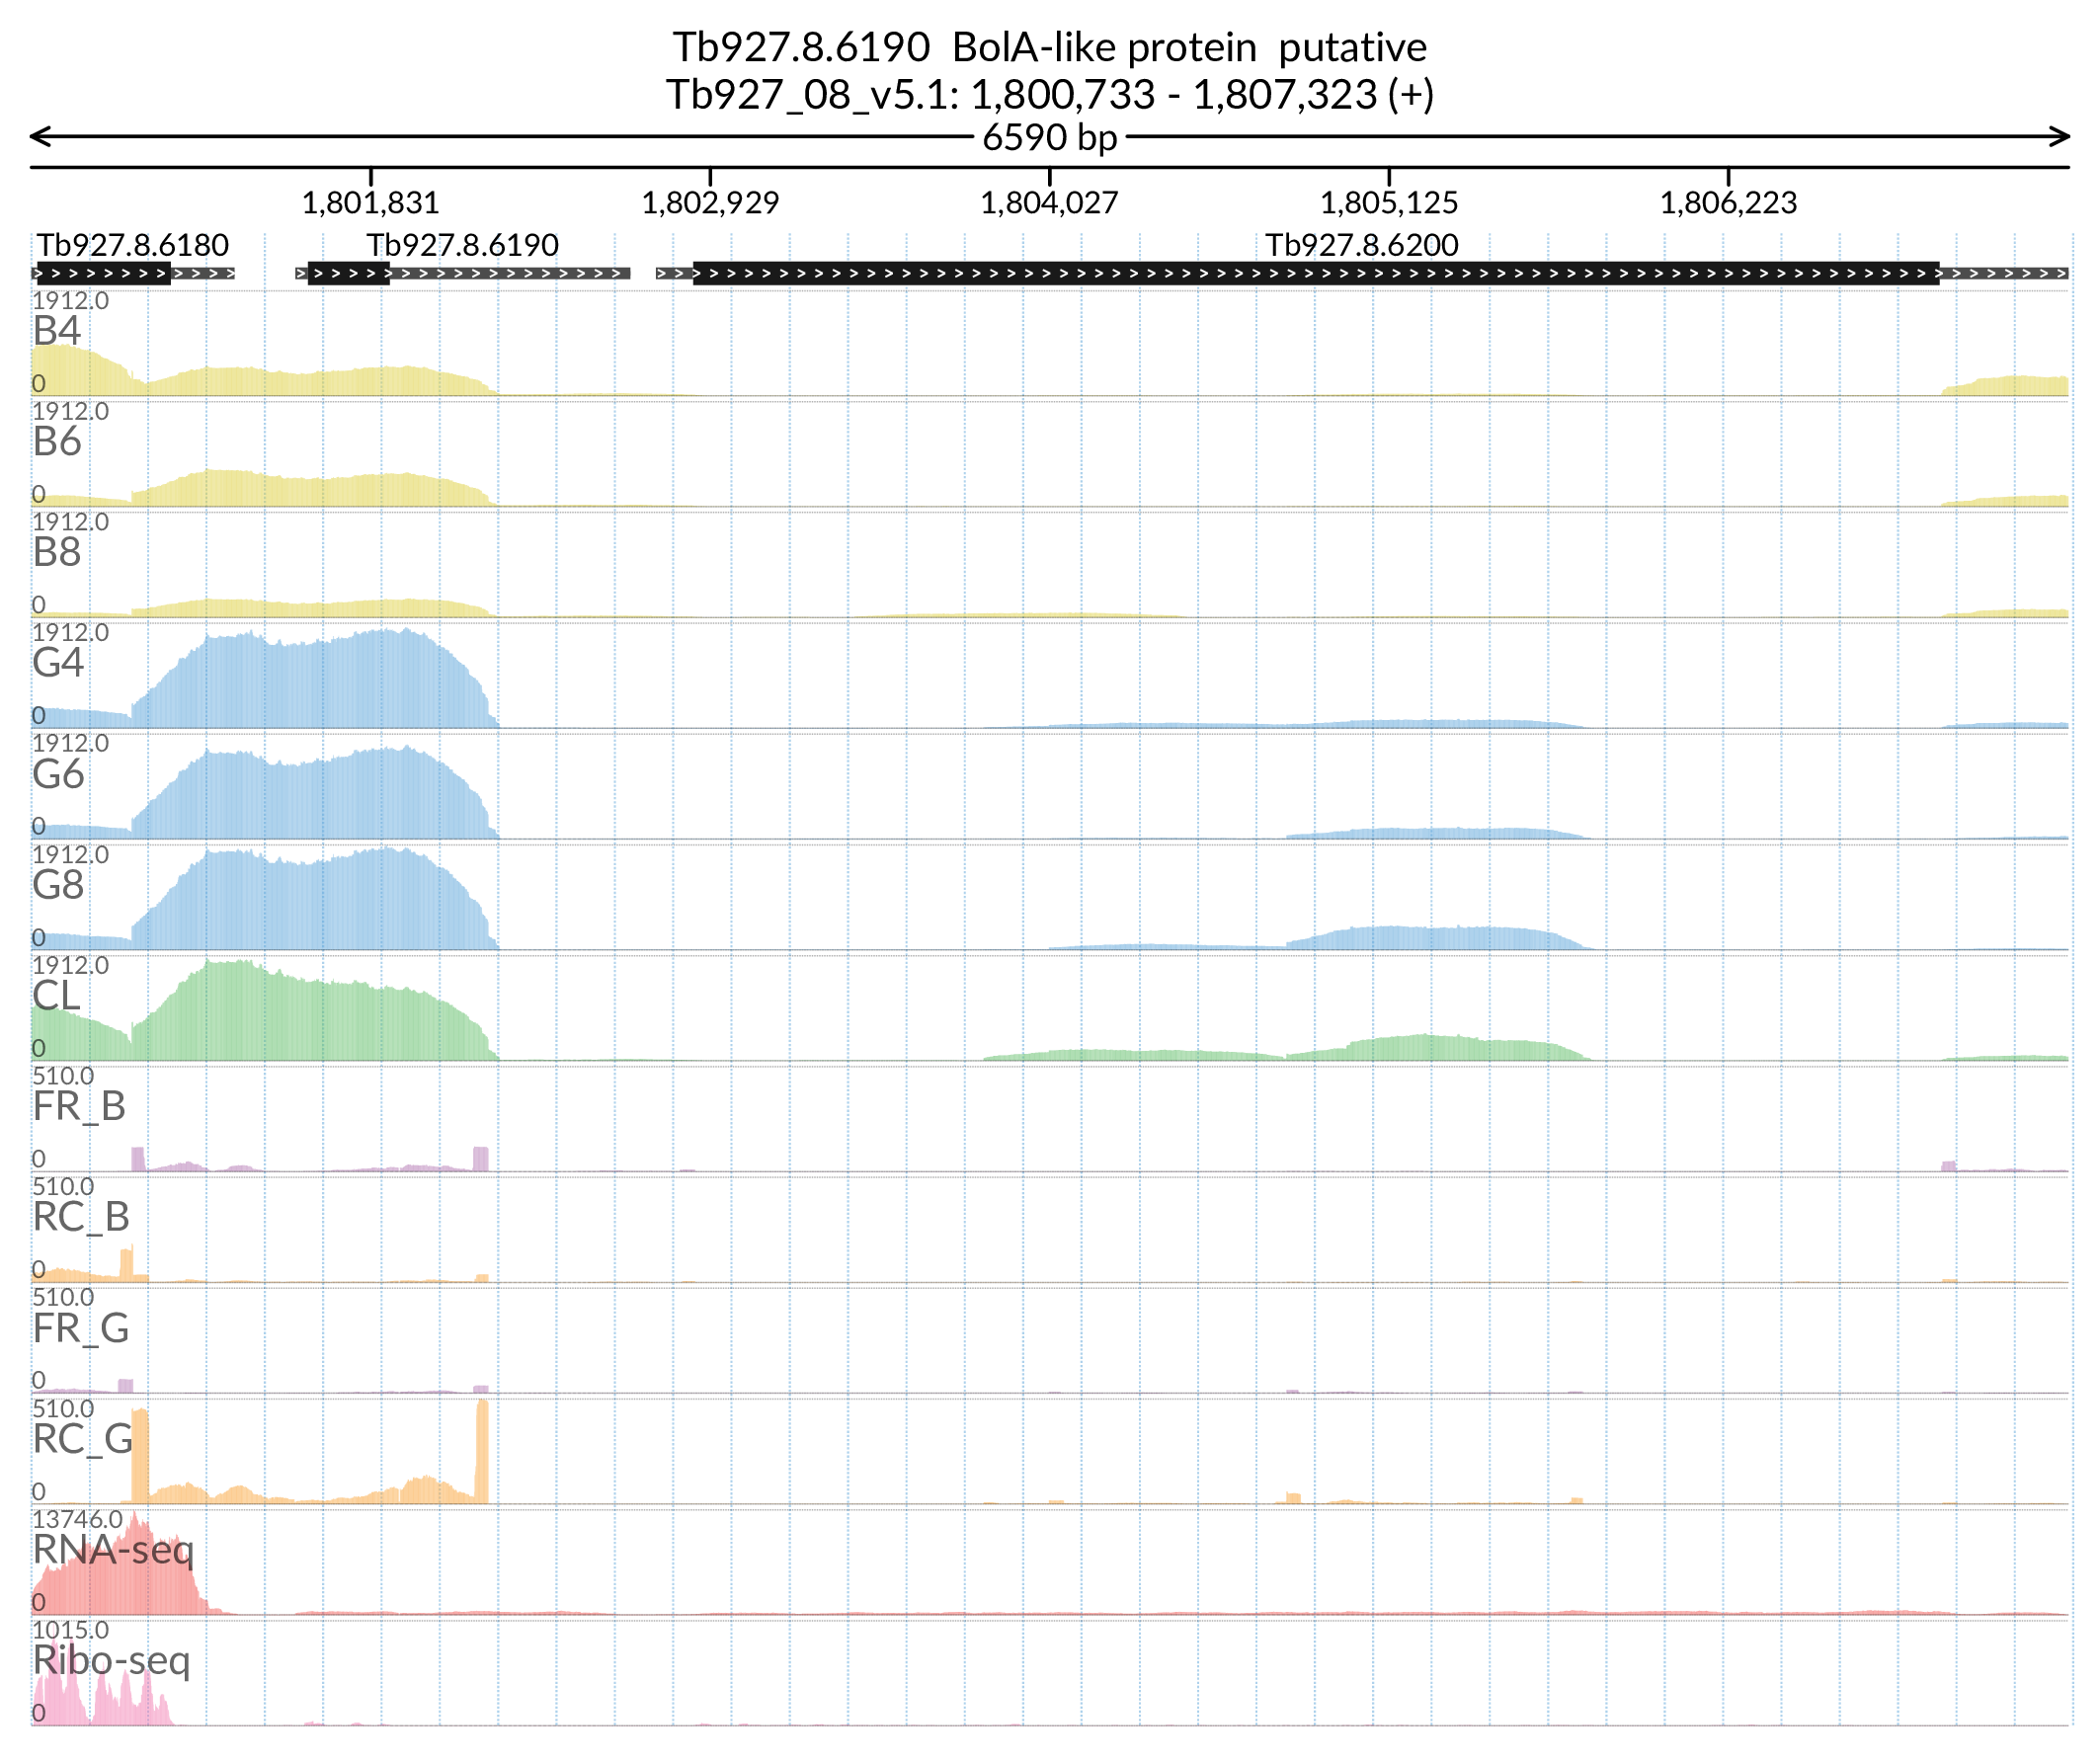 Tb927.8.6190  BolA-like protein  putative
Tb927_08_v5.1: 1,800,733 - 1,807,323 (+)
6590 bp
1,801,831 1,802,929 1,804,027 1,805,125 1,806,223
Tb927.8.6180 Tb927.8.6190 Tb927.8.6200
1912.0
B4
0
1912.0
B6
0
1912.0
B8
0
1912.0
G4
0
1912.0
G6
0
1912.0
G8
0
1912.0
CL
0
510.0
FR_B
0
510.0
RC_B
0
510.0
FR_G
0
510.0
RC_G
0
13746.0
RNA-seq
0
1015.0
Ribo-seq
0